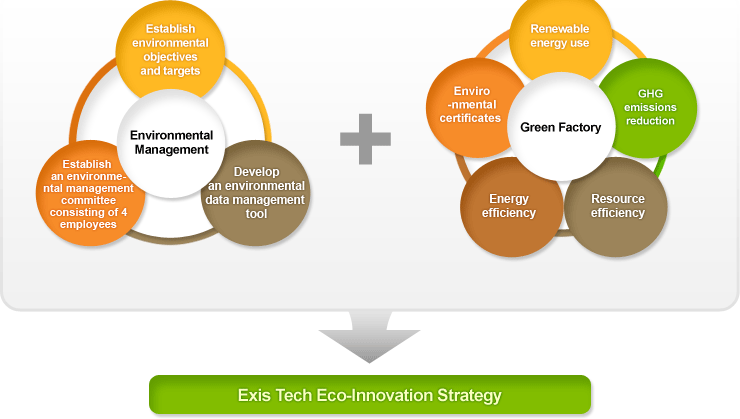 Establish
environmental
objectives
and targets
Environmental
Management
Establish
an environme-
ntal management
committee
consisting of 4
employees
Develop
an environmental
data management
tool
+
Renewable
energy use
Enviro
-nmental
certificates
GHG
emissions
reduction
Green Factory
Energy
efficiency
Resource
efficiency
Exis Tech Eco-Innovation Strategy